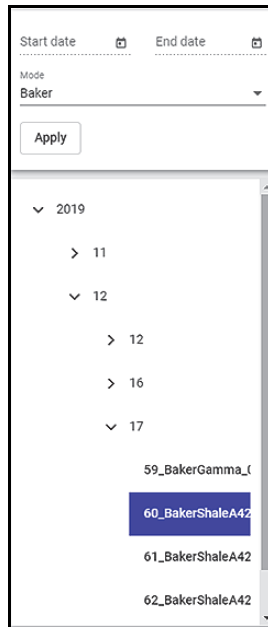 Start date End date
Mode
Baker
Apply
2019
11
12
12
16
17
59_BakerGamma_
60_BakerShaleA42
61_BakerShaleA42
62_BakerShaleA42